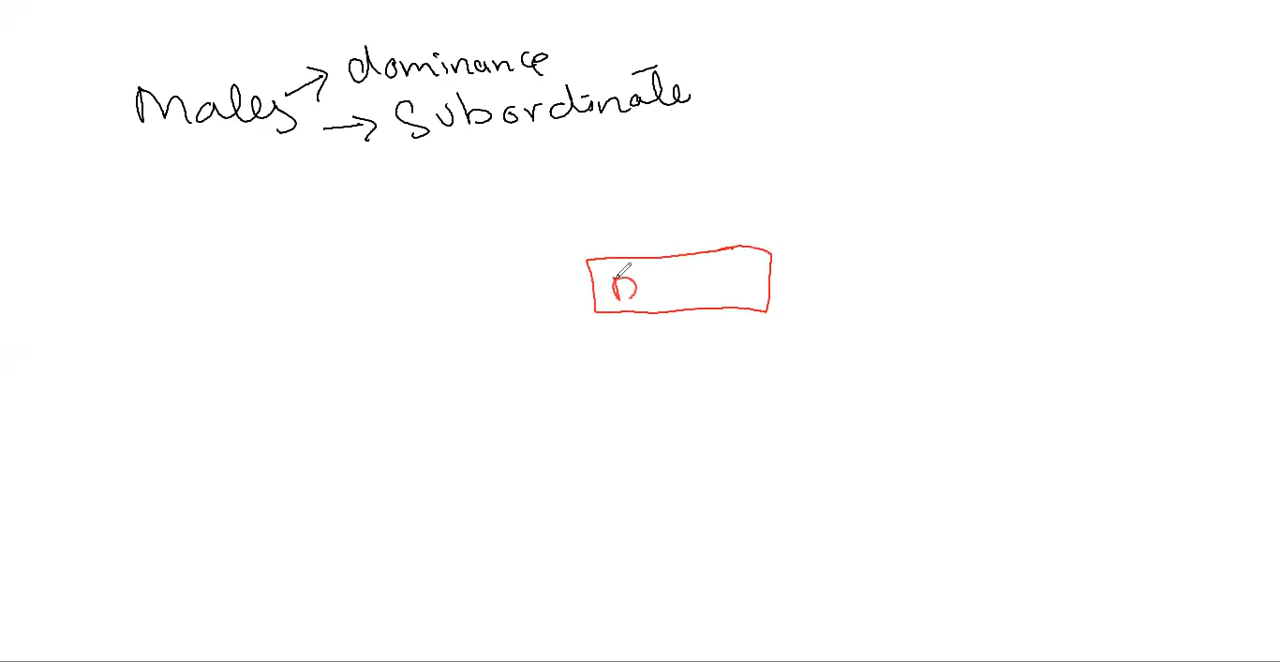 Males → dominance
→ Subordinate